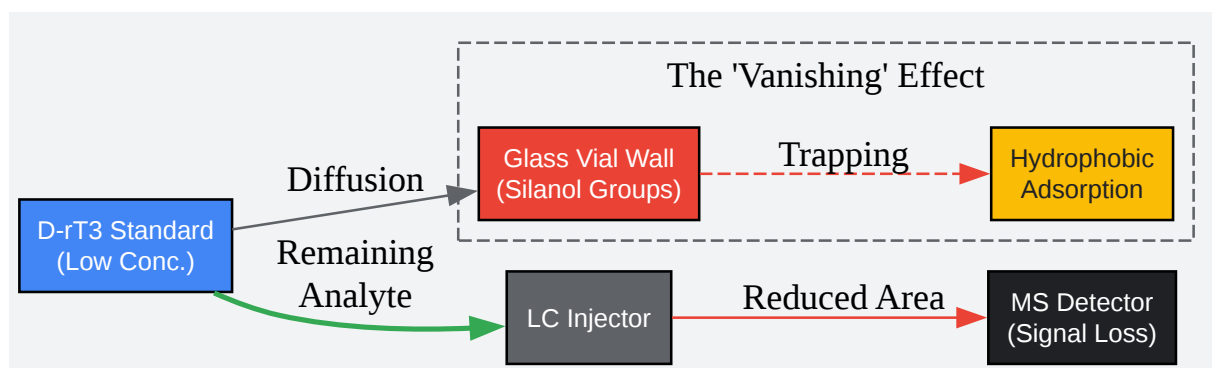 The 'Vanishing' Effect
Glass Vial Wall
(Silanol Groups)
Trapping
Hydrophobic
Adsorption
Diffusion
D-rT3 Standard
(Low Conc.)
Remaining
Analyte
LC Injector
Reduced Area
MS Detector
(Signal Loss)